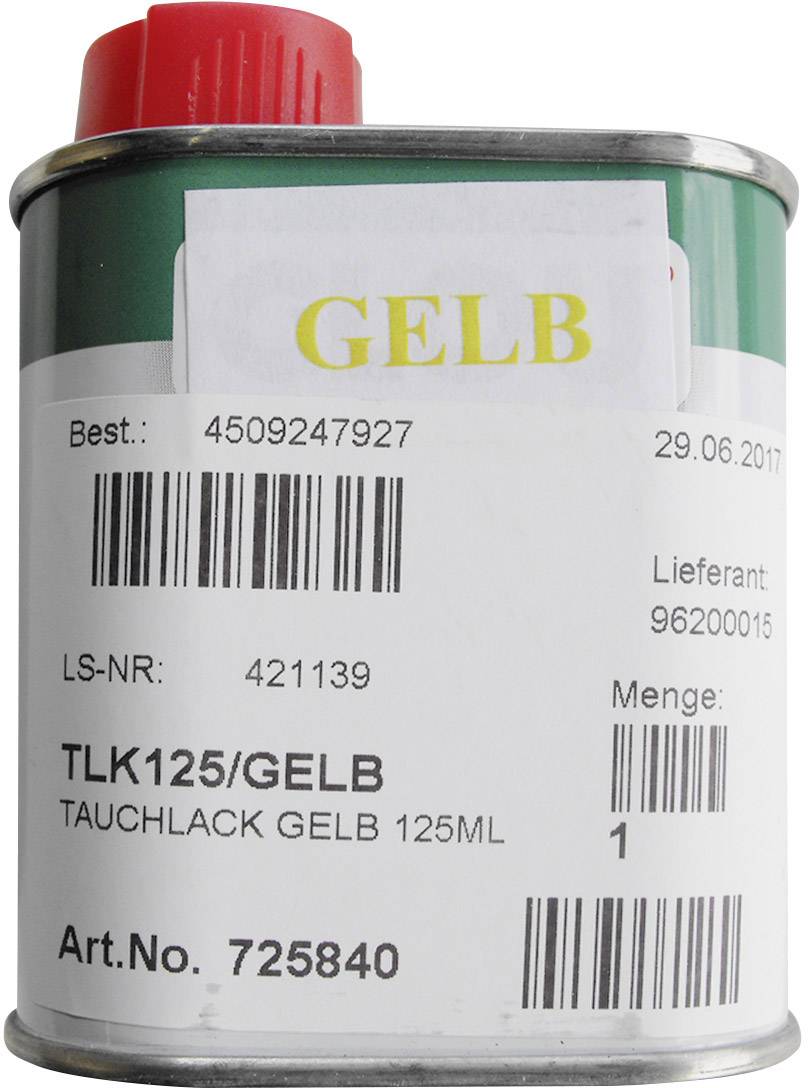 GELB
Best.: 4509247927
29.06.2017
Lieferant:
96200015
LS-NR: 421139
Menge:
TLK125/GELB
TAUCHLACK GELB 125ML
1
Art.No. 725840